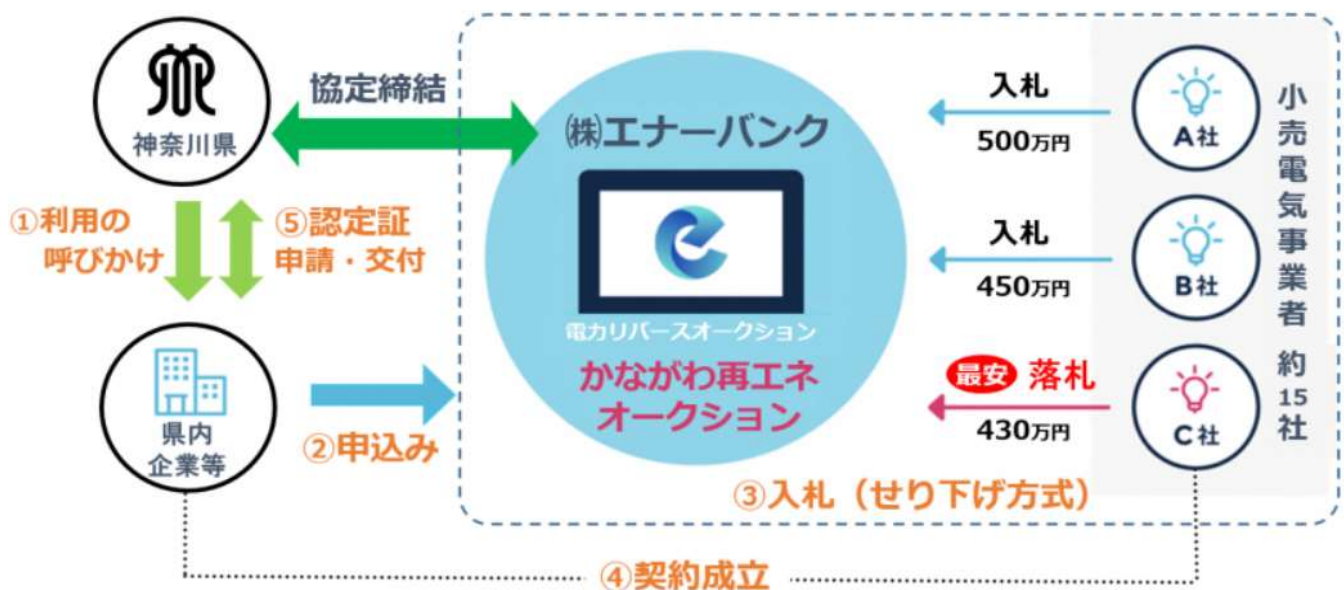 神奈川県
協定締結
①利用の
呼びかけ
⑤認定証
申請・交付
県内
企業等
②申込み
㈱エナーバンク
電力リバースオークション
かながわ再エネ
オークション
入札
500万円
A社
入札
450万円
B社
最安 落札
430万円
C社
小売電気事業者 約15社
③入札（せり下げ方式）
④契約成立